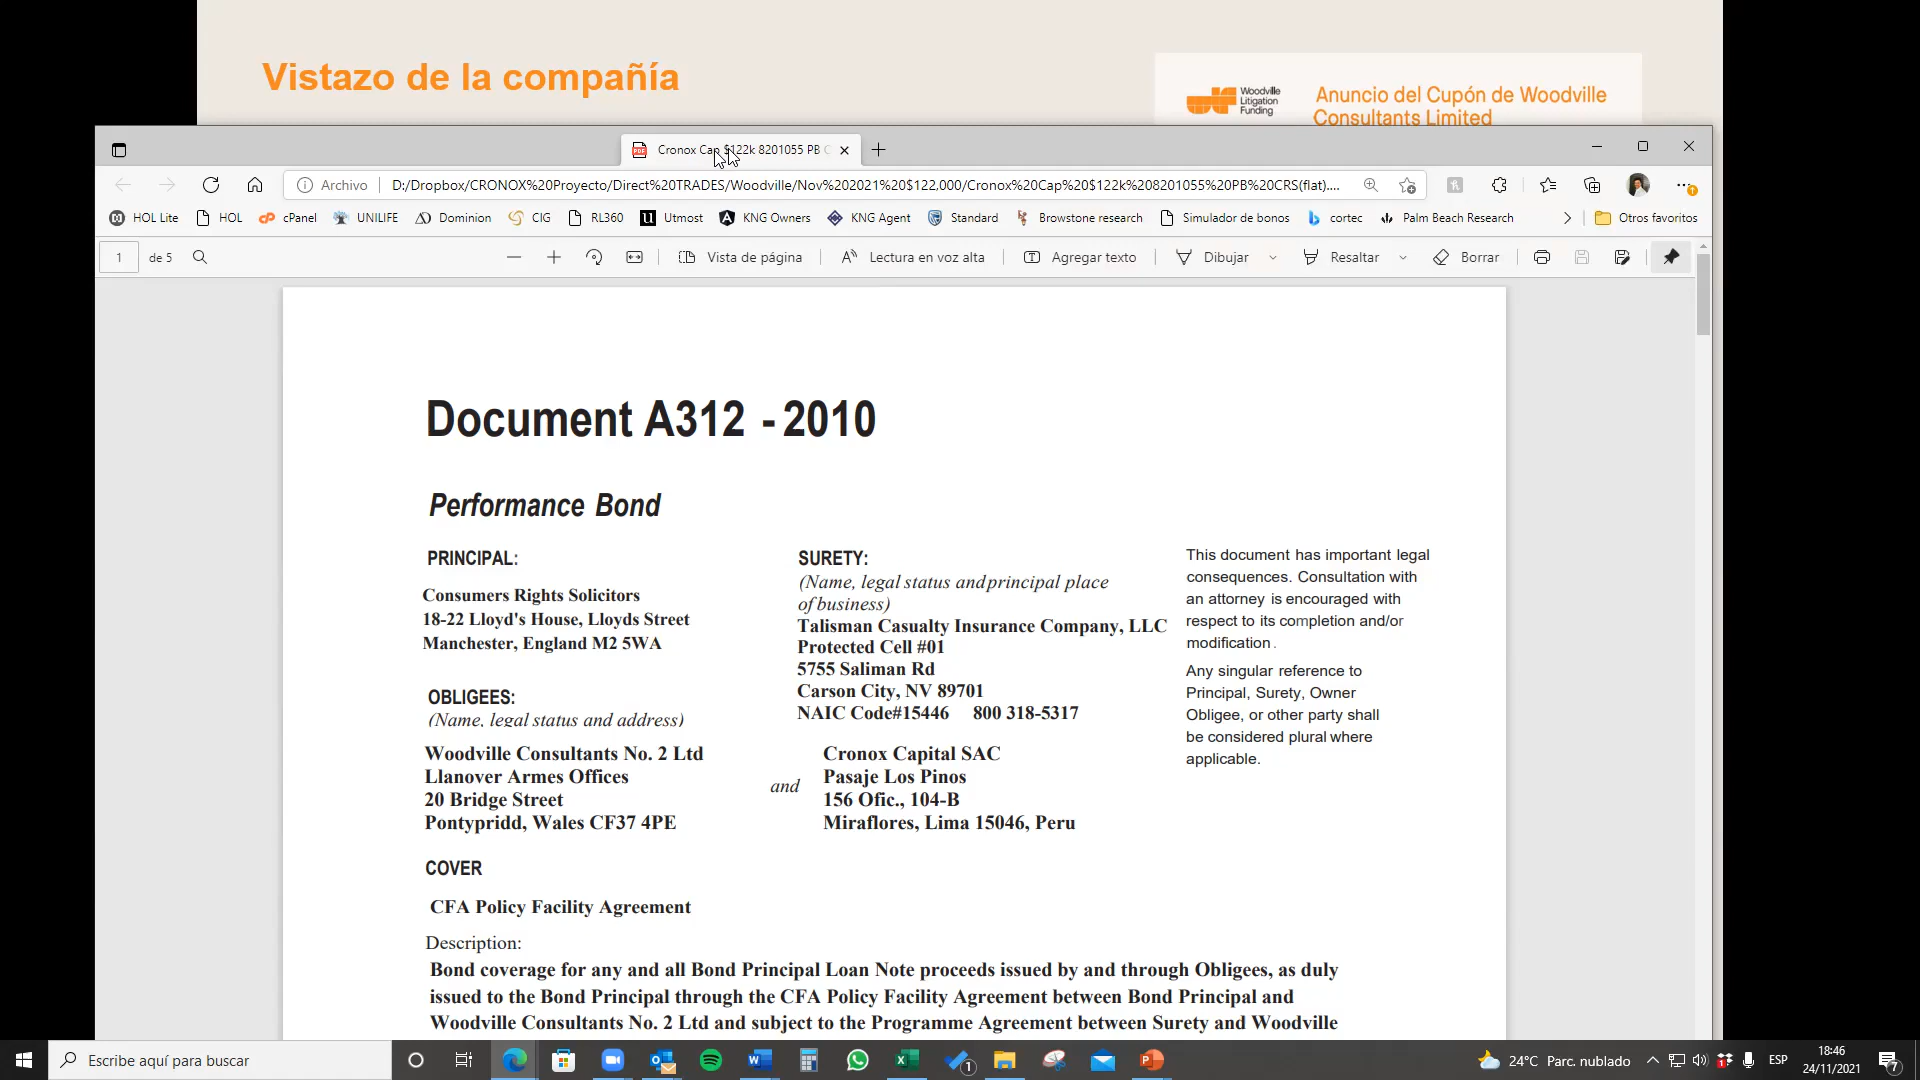 Vistazo de la compañía
Woodville
Litigation
Funding
Anuncio del Cupón de Woodville
Consultants Limited
Cronox Cap $122k 8201055 PB
Archivo
D:/Dropbox/CRONOX%20Proyecto/Direct%20TRADES/Woodville/Nov%202021%20$122,000/Cronox%20Cap%20$122k%208201055%20PB%20CRS(flat)....
HOL Lite
HOL
cPanel
UNILIFE
Dominion
CIG
RL360
Utmost
KNG Owners
KNG Agent
Standard
Browstone research
Simulador de bonos
cortec
Palm Beach Research
Otros favoritos
1
de 5
Vista de página
Lectura en voz alta
Agregar texto
Dibujar
Resaltar
Borrar
Document A312 - 2010
Performance Bond
PRINCIPAL:
Consumers Rights Solicitors
18-22 Lloyd's House, Lloyds Street
Manchester, England M2 5WA
OBLIGEES:
(Name, legal status and address)
Woodville Consultants No. 2 Ltd
Llanover Armes Offices
20 Bridge Street
Pontypridd, Wales CF37 4PE
and
SURETY:
(Name, legal status and principal place
of business)
Talisman Casualty Insurance Company, LLC
Protected Cell #01
5755 Saliman Rd
Carson City, NV 89701
NAIC Code#15446 800 318-5317
Cronox Capital SAC
Pasaje Los Pinos
156 Ofic., 104-B
Miraflores, Lima 15046, Peru
This document has important legal
consequences. Consultation with
an attorney is encouraged with
respect to its completion and/or
modification.
Any singular reference to
Principal, Surety, Owner
Obligee, or other party shall
be considered plural where
applicable.
COVER
CFA Policy Facility Agreement
Description:
Bond coverage for any and all Bond Principal Loan Note proceeds issued by and through Obligees, as duly
issued to the Bond Principal through the CFA Policy Facility Agreement between Bond Principal and
Woodville Consultants No. 2 Ltd and subject to the Programme Agreement between Surety and Woodville
Escribe aquí para buscar
1
24°C Parc. nublado
ESP
18:46
24/11/2021
7